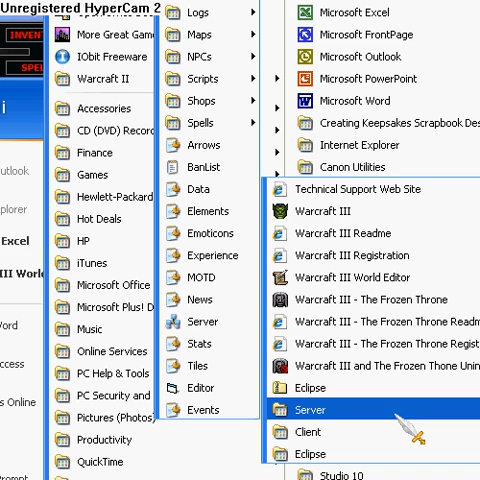 Unregistered HyperCam 2
INVEN
SPEL
i
utlook
plorer
Excel
III World
Word
ccess
s Online
Prompt
More Great Game
IObit Freeware
Warcraft II
Accessories
CD (DVD) Record
Finance
Games
Hewlett-Packard
Hot Deals
HP
iTunes
Microsoft Office
Microsoft Plus! D
Music
Online Services
PC Help & Tools
PC Security and
Pictures (Photos)
Productivity
QuickTime
Logs
Maps
NPCs
Scripts
Shops
Spells
Arrows
BanList
Data
Elements
Emoticons
Experience
MOTD
News
Server
Stats
Tiles
Editor
Events
Microsoft Excel
Microsoft FrontPage
Microsoft Outlook
Microsoft PowerPoint
Microsoft Word
Creating Keepsakes Scrapbook Des
Internet Explorer
Canon Utilities
Technical Support Web Site
Warcraft III
Warcraft III Readme
Warcraft III Registration
Warcraft III World Editor
Warcraft III - The Frozen Throne
Warcraft III - The Frozen Throne Readm
Warcraft III - The Frozen Throne Regist
Warcraft III and The Frozen Thone Unin
Eclipse
Server
Client
Eclipse
Studio 10